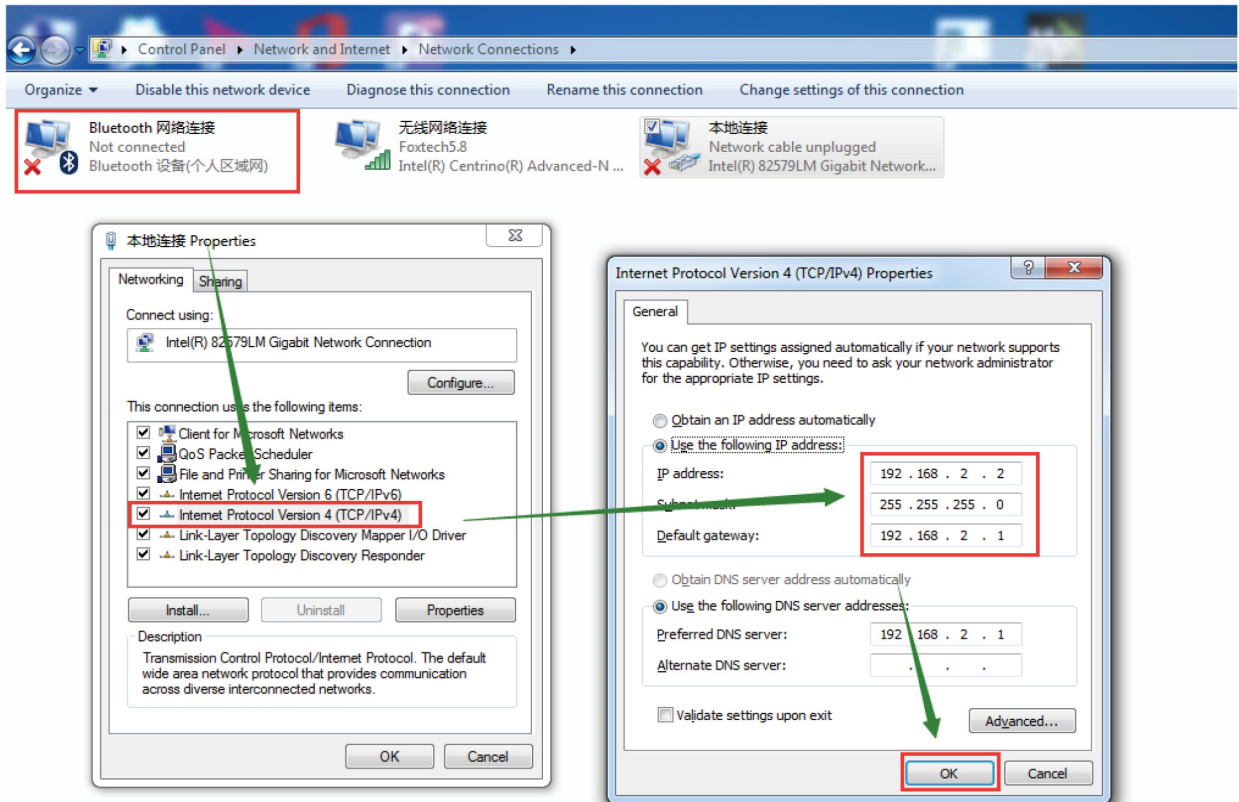 Control Panel ▸ Network and Internet ▸ Network Connections ▸
Organize ▼ Disable this network device Diagnose this connection Rename this connection Change settings of this connection
Bluetooth 网络连接
Not connected
Bluetooth 设备(个人区域网)
无线网络连接
Foxtech5.8
Intel(R) Centrino(R) Advanced-N ...
本地连接
Network cable unplugged
Intel(R) 82579LM Gigabit Network...
本地连接 Properties
Networking Sharing
Connect using:
Intel(R) 82579LM Gigabit Network Connection
Configure...
This connection uses the following items:
Client for Microsoft Networks
QoS Packet Scheduler
File and Printer Sharing for Microsoft Networks
Internet Protocol Version 6 (TCP/IPv6)
Internet Protocol Version 4 (TCP/IPv4)
Link-Layer Topology Discovery Mapper I/O Driver
Link-Layer Topology Discovery Responder
Install... Uninstall Properties
Description
Transmission Control Protocol/Internet Protocol. The default
wide area network protocol that provides communication
across diverse interconnected networks.
OK Cancel
Internet Protocol Version 4 (TCP/IPv4) Properties
General
You can get IP settings assigned automatically if your network supports
this capability. Otherwise, you need to ask your network administrator
for the appropriate IP settings.
Obtain an IP address automatically
Use the following IP address:
IP address: 192 . 168 . 2 . 2
Subnet mask: 255 . 255 . 255 . 0
Default gateway: 192 . 168 . 2 . 1
Obtain DNS server address automatically
Use the following DNS server addresses:
Preferred DNS server: 192 . 168 . 2 . 1
Alternate DNS server: . . .
Validate settings upon exit
Advanced...
OK Cancel